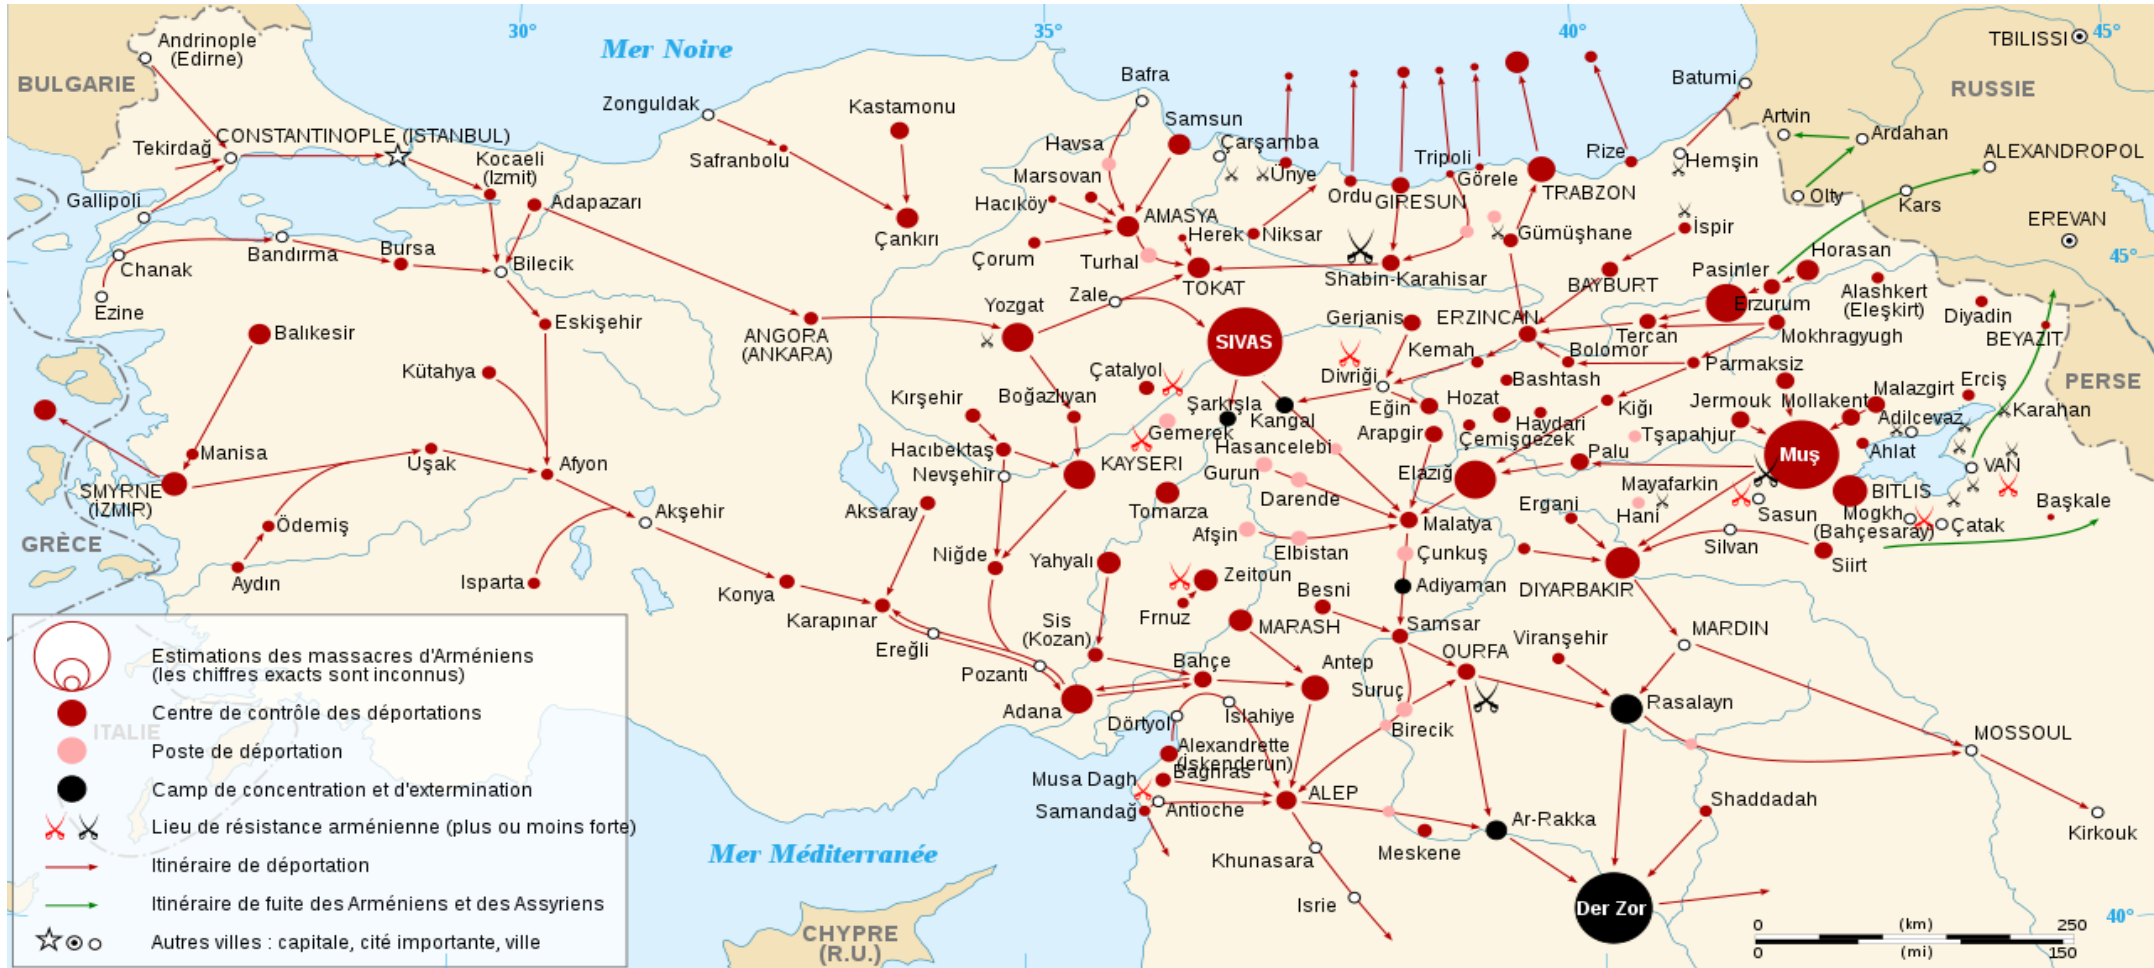 30°
35°
40°
45°
Mer Noire
Andrinople
(Edirne)
BULGARIE
TBILISSI
RUSSIE
Batumi
Bafra
Zonguldak
Kastamonu
Samsun
Artvin
Ardahan
ALEXANDROPOL
CONSTANTINOPLE (ISTANBUL)
Tekirdağ
Kocaeli
(Izmit)
Safranbolu
Havsa
Çarşamba
Tripoli
Rize
Hemşin
Marsovan
Ünye
Görele
Gallipoli
Adapazarı
Hacıköy
Ordu
GIRESUN
TRABZON
Olty
Kars
EREVAN
AMASYA
Çankırı
Herek
Niksar
Gümüşhane
İspir
Bandırma
Bursa
Bilecik
Chanak
Çorum
Turhal
Horasan
45°
Ezine
Zale
TOKAT
Shabin-Karahisar
BAYBURT
Pasinler
Alashkert
(Eleşkirt)
Yozgat
Erzurum
Diyadin
Balıkesir
Eskişehir
ANGORA
(ANKARA)
SIVAS
Gerjanis
ERZINCAN
Tercan
Mokhragyugh
BEYAZIT
Kütahya
Çatalyol
Kemah
Bolomor
Parmaksiz
PERSE
Boğazlıyan
Divriği
Bashtash
Kırşehir
Şarkışla
Kangal
Eğin
Hozat
Haydari
Kiği
Jermouk
Mollakent
Malazgirt
Erciş
Karahan
Manisa
Uşak
Afyon
Hacıbektaş
Gemerek
Hasancelebi
Arapgir
Çemişgezek
Tşapahjur
Adilcevaz
Nevşehir
KAYSERI
Gurun
Elazığ
Palu
Muş
Ahlat
VAN
SMYRNE
(İZMIR)
Darende
Mayafarkin
BITLIS
Ödemiş
Akşehir
Aksaray
Tomarza
Malatya
Ergani
Hani
Sasun
Mogkh
(Bahçesaray)
Çatak
Başkale
GRÈCE
Afşin
Elbistan
Silvan
Aydın
Isparta
Konya
Niğde
Yahyalı
Zeitoun
Çunkuş
Adiyaman
DIYARBAKIR
Siirt
Karapınar
Frnuz
Besni
Sis
(Kozan)
MARASH
Samsar
MARDIN
Ereğli
OURFA
Viranşehir
Pozantı
Bahçe
Antep
Suruç
Adana
Islahiye
Dörtyol
Birecik
Rasalayn
MOSSOUL
Alexandrette
(İskenderun)
Musa Dagh
Baghras
Samandağ
Antioche
ALEP
Ar-Rakka
Shaddadah
Meskene
Kirkouk
Mer Méditerranée
Khunasara
Isrie
Der Zor
CHYPRE
(R.U.)
ITALIE
Estimations des massacres d'Arméniens
(les chiffres exacts sont inconnus)
Centre de contrôle des déportations
Poste de déportation
Camp de concentration et d'extermination
Lieu de résistance arménienne (plus ou moins forte)
Itinéraire de déportation
Itinéraire de fuite des Arméniens et des Assyriens
Autres villes : capitale, cité importante, ville
40°
0 (km) 250
0 (mi) 150